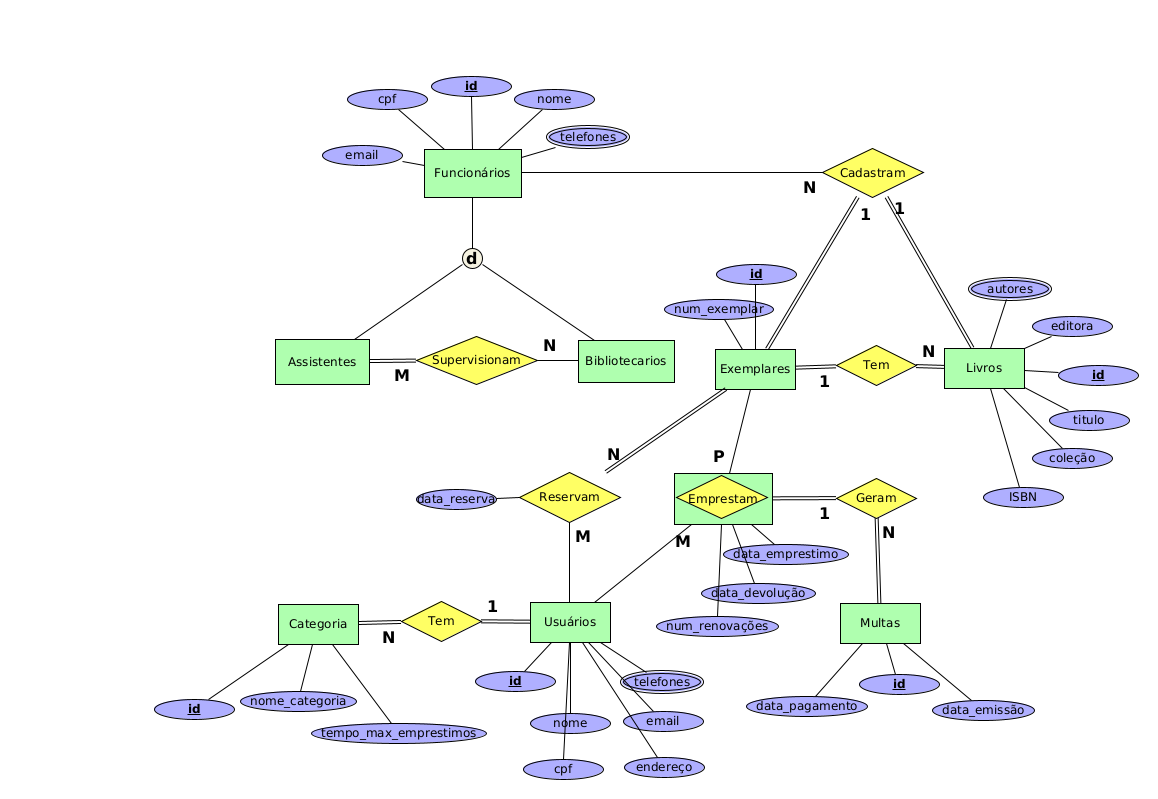 id
cpf
nome
telefones
email
Funcionários
Cadastram
N
1
1
d
id
num_exemplar
autores
editora
Assistentes
Supervisionam
N
M
Bibliotecarios
Exemplares
Tem
1
N
Livros
id
titulo
coleção
ISBN
N
P
data_reserva
Reservam
M
Emprestam
M
1
Geram
N
data_emprestimo
data_devolução
num_renovações
Categoria
N
Tem
1
Usuários
Multas
id
nome_categoria
tempo_max_emprestimos
id
telefones
nome
email
cpf
endereço
data_pagamento
id
data_emissão